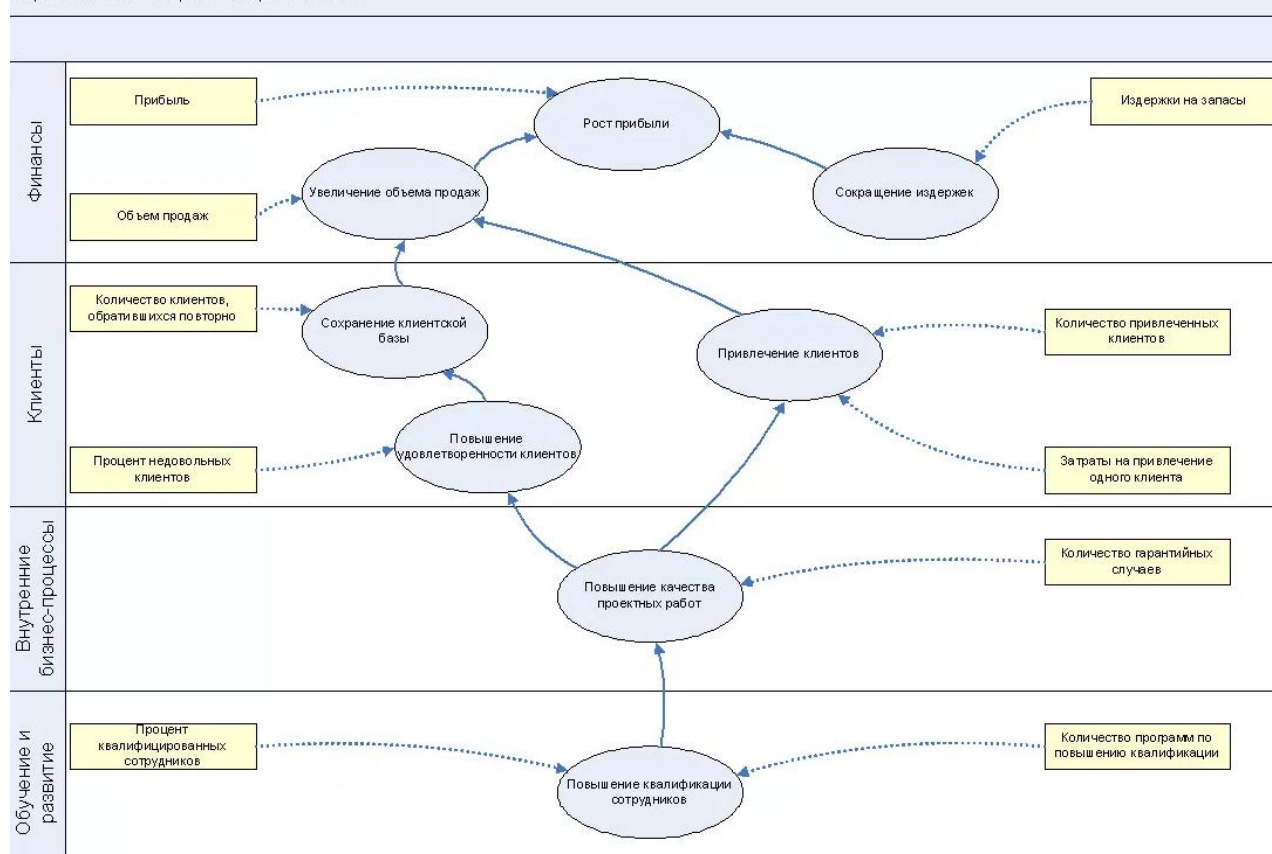 Финансы
Прибыль
Рост прибыли
Издержки на запасы
Увеличение объема продаж
Сокращение издержек
Объем продаж
Клиенты
Количество клиентов,
обратившихся повторно
Сохранение клиентской
базы
Привлечение клиентов
Количество привлеченных
клиентов
Процент недовольных
клиентов
Повышение
удовлетворенности клиентов
Затраты на привлечение
одного клиента
Внутренние
бизнес-процессы
Повышение качества
проектных работ
Количество гарантийных
случаев
Обучение и
развитие
Процент
квалифицированных
сотрудников
Повышение квалификации
сотрудников
Количество программ по
повышению квалификации